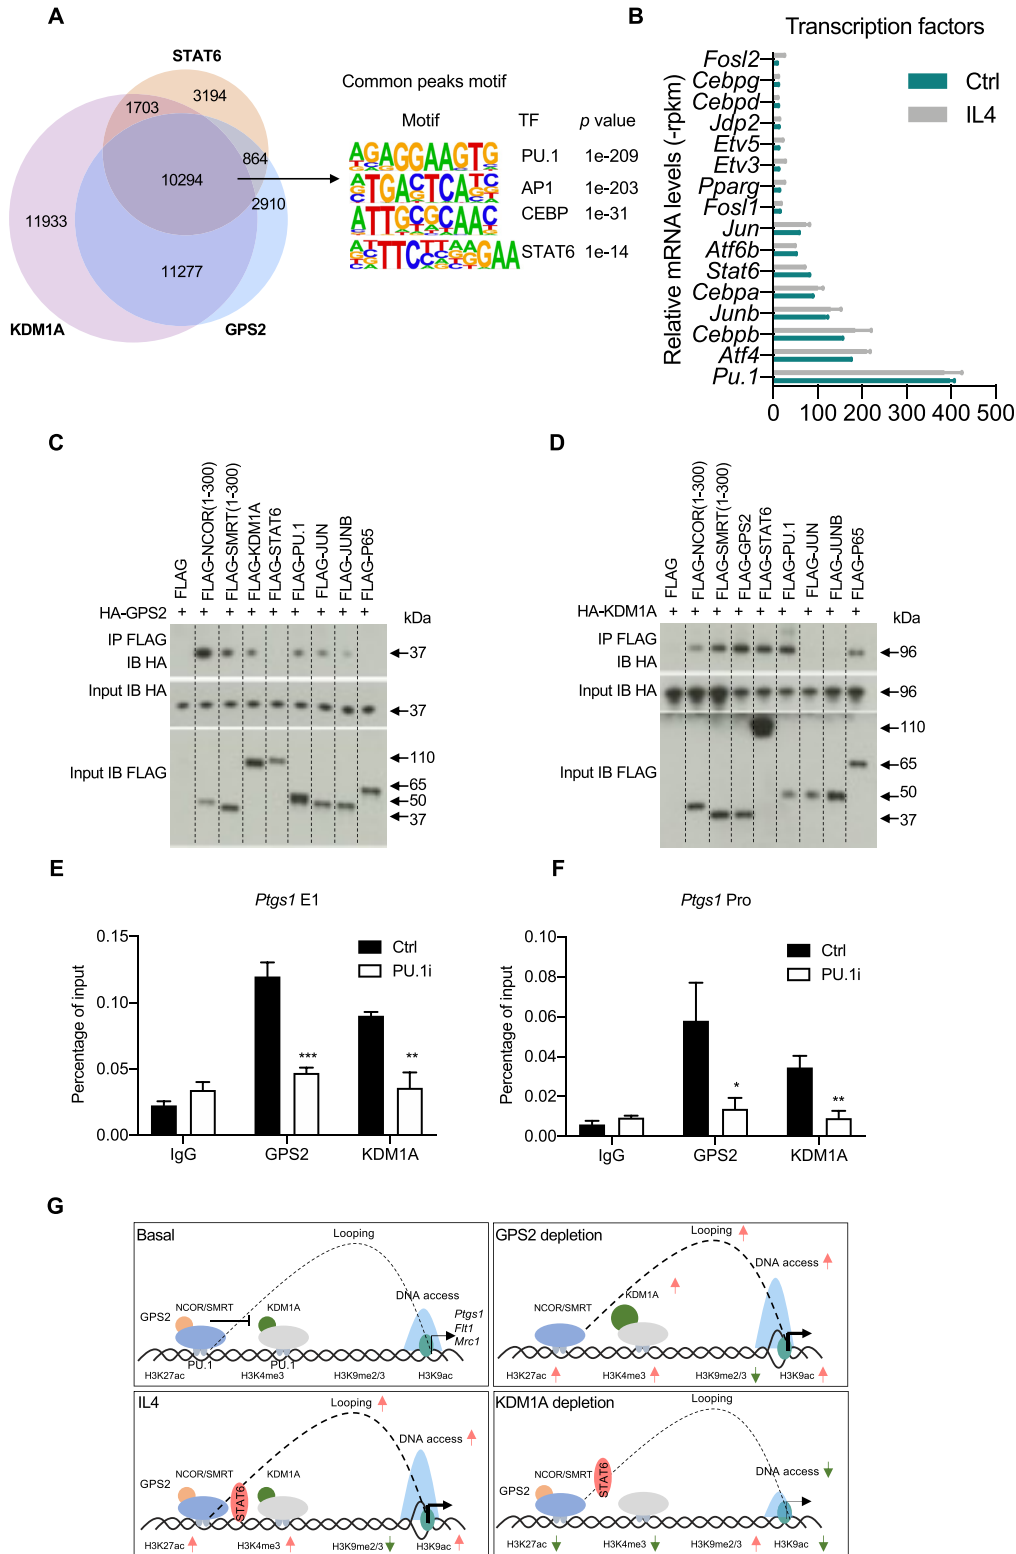 A
STAT6
3194
1703
864
10294
2910
11933
11277
KDM1A
GPS2
Common peaks motif
Motif TF p value
AGAGGAAGTG PU.1 1e-209
TGACTCA AP1 1e-203
ATTGCGCAAC CEBP 1e-31
TTCC GAA STAT6 1e-14
B
Transcription factors
Ctrl
IL4
Relative mRNA levels (-rpkm)
Fosl2
Cebpg
Cebpd
Jdp2
Etv5
Etv3
Pparg
Fosl1
Jun
Atf6b
Stat6
Cebpa
Junb
Cebpb
Atf4
Pu.1
0 100 200 300 400 500
C
FLAG
FLAG-NCOR(1-300)
FLAG-SMRT(1-300)
FLAG-KDM1A
FLAG-STAT6
FLAG-PU.1
FLAG-JUN
FLAG-JUNB
FLAG-P65
HA-GPS2 + + + + + + + + + kDa
IP FLAG
IB HA
37
Input IB HA
37
Input IB FLAG
110
65
50
37
D
FLAG
FLAG-NCOR(1-300)
FLAG-SMRT(1-300)
FLAG-GPS2
FLAG-STAT6
FLAG-PU.1
FLAG-JUN
FLAG-JUNB
FLAG-P65
HA-KDM1A + + + + + + + + + kDa
IP FLAG
IB HA
96
Input IB HA
96
Input IB FLAG
110
65
50
37
E
Ptgs1 E1
Percentage of input
0.15
0.10
0.05
0.00
Ctrl
PU.1i
***
**
IgG GPS2 KDM1A
F
Ptgs1 Pro
Percentage of input
0.10
0.08
0.06
0.04
0.02
0.00
Ctrl
PU.1i
*
**
IgG GPS2 KDM1A
G
Basal
Looping
NCOR/SMRT
KDM1A
GPS2
DNA access
Ptgs1
Flt1
Mrc1
PU.1 PU.1
H3K27ac H3K4me3 H3K9me2/3 H3K9ac
GPS2 depletion
Looping
DNA access
NCOR/SMRT
KDM1A
H3K27ac H3K4me3 H3K9me2/3 H3K9ac
IL4
Looping
DNA access
NCOR/SMRT
KDM1A
GPS2
STAT6
H3K27ac H3K4me3 H3K9me2/3 H3K9ac
KDM1A depletion
Looping
DNA access
NCOR/SMRT
STAT6
GPS2
H3K27ac H3K4me3 H3K9me2/3 H3K9ac